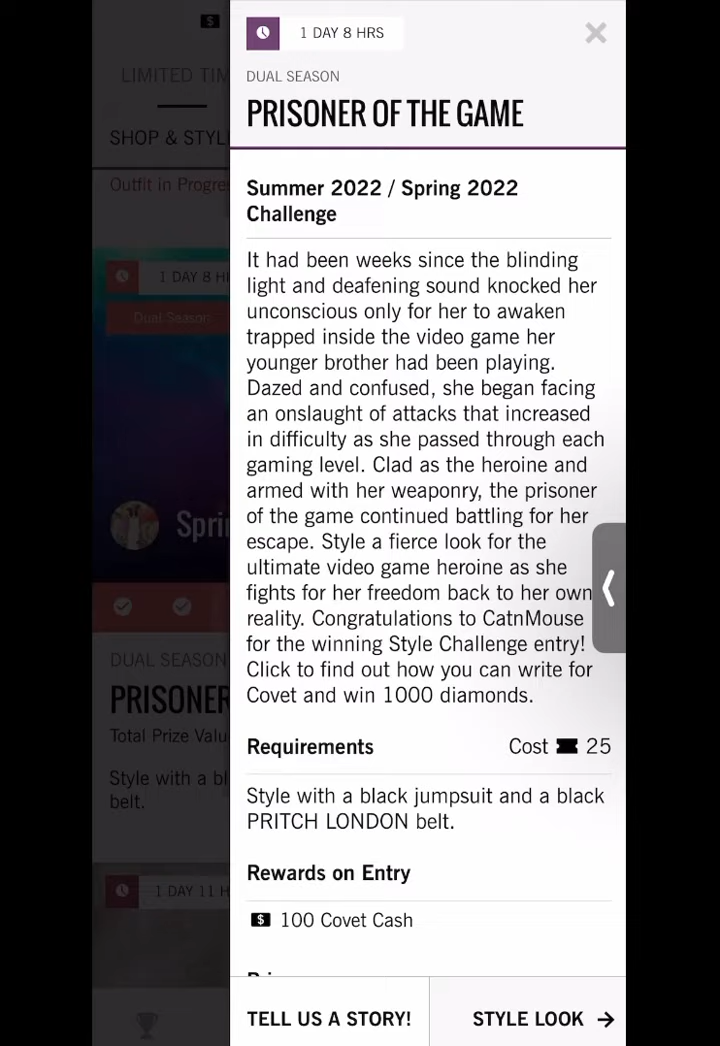 1 DAY 8 HRS
DUAL SEASON
PRISONER OF THE GAME
Summer 2022 / Spring 2022
Challenge
It had been weeks since the blinding
light and deafening sound knocked her
unconscious only for her to awaken
trapped inside the video game her
younger brother had been playing.
Dazed and confused, she began facing
an onslaught of attacks that increased
in difficulty as she passed through each
gaming level. Clad as the heroine and
armed with her weaponry, the prisoner
of the game continued battling for her
escape. Style a fierce look for the
ultimate video game heroine as she
fights for her freedom back to her own
reality. Congratulations to CatnMouse
for the winning Style Challenge entry!
Click to find out how you can write for
Covet and win 1000 diamonds.
Requirements
Cost 25
Style with a black jumpsuit and a black
PRITCH LONDON belt.
Rewards on Entry
$ 100 Covet Cash
TELL US A STORY!
STYLE LOOK →
$
LIMITED TIM
SHOP & STYL
Outfit in Progre
1 DAY 8 H
Dual Season
Spri
DUAL SEASON
PRISONER
Total Prize Valu
Style with a bl
belt.
1 DAY 11 H